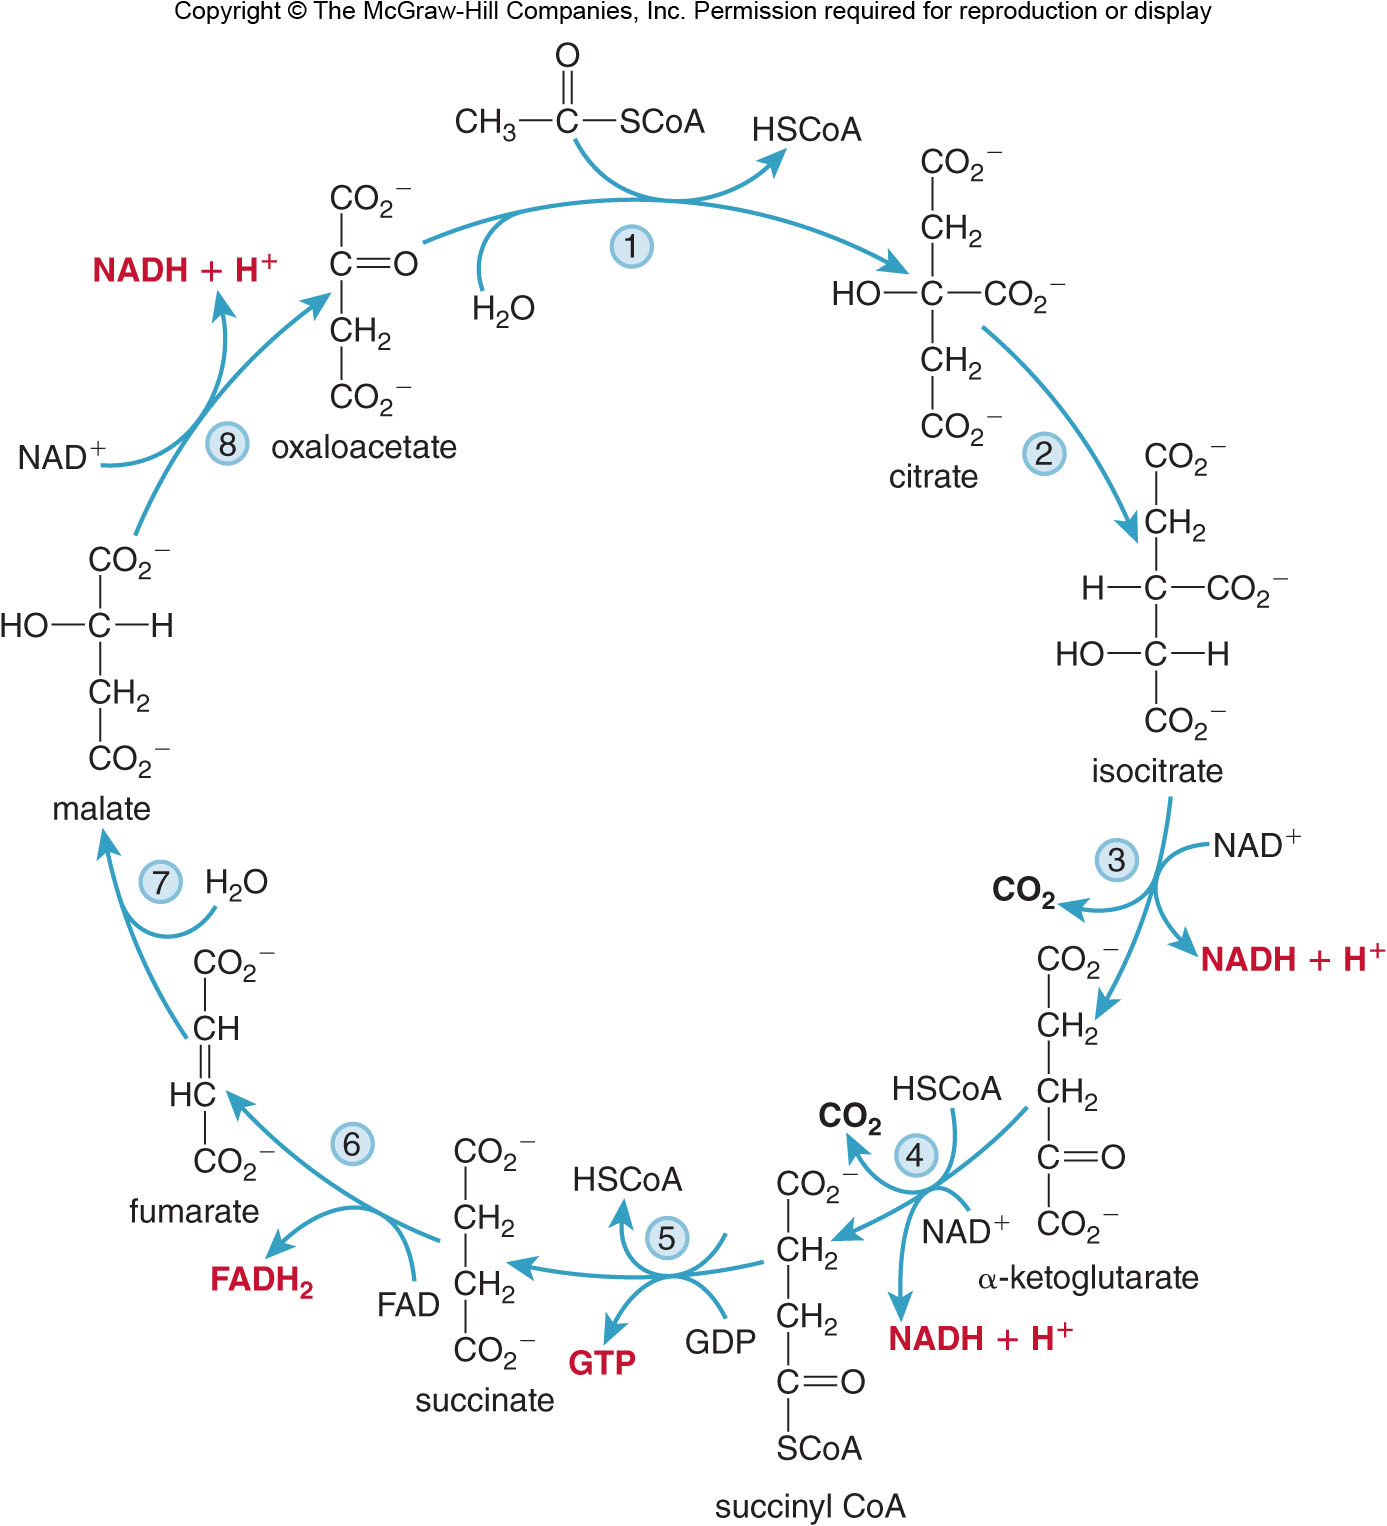 Copyright © The McGraw-Hill Companies, Inc. Permission required for reproduction or display
O
CH₃—C—SCoA
HSCoA
CO₂⁻
C=O
CH₂
CO₂⁻
oxaloacetate
1
H₂O
CO₂⁻
CH₂
HO—C—CO₂⁻
CH₂
CO₂⁻
citrate
2
CO₂⁻
CH₂
H—C—CO₂⁻
HO—C—H
CO₂⁻
isocitrate
3
NAD⁺
CO₂
NADH + H⁺
CO₂⁻
CH₂
CH₂
C=O
CO₂⁻
α-ketoglutarate
HSCoA
CO₂
4
NAD⁺
NADH + H⁺
CO₂⁻
CH₂
CH₂
C=O
SCoA
succinyl CoA
HSCoA
5
GTP
GDP
CO₂⁻
CH₂
CH₂
CO₂⁻
succinate
6
FADH₂
FAD
CO₂⁻
CH
HC
CO₂⁻
fumarate
7
H₂O
CO₂⁻
HO—C—H
CH₂
CO₂⁻
malate
8
NAD⁺
NADH + H⁺